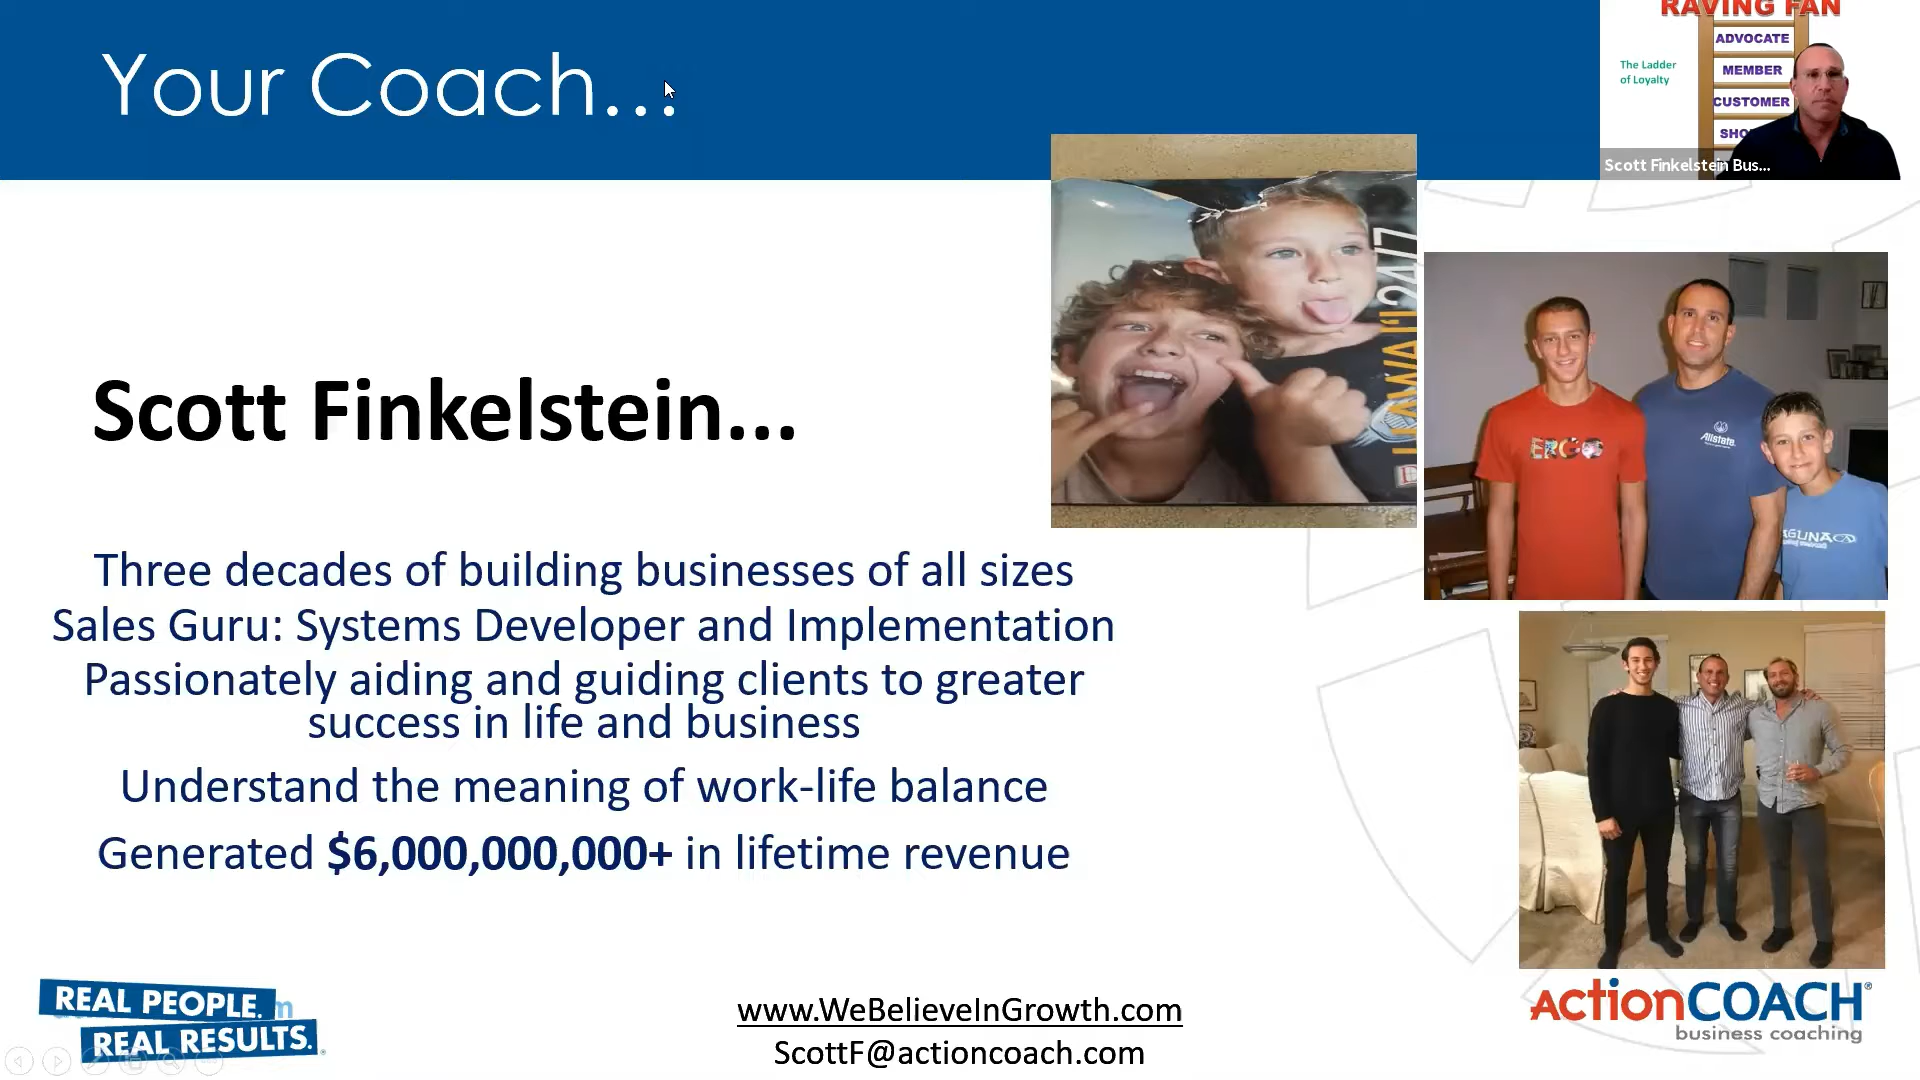 Your Coach...
RAVING FAN
ADVOCATE
MEMBER
CUSTOMER
The Ladder
of Loyalty
Scott Finkelstein Bus...
24/7
ERGO
Allstate
Scott Finkelstein...
Three decades of building businesses of all sizes
Sales Guru: Systems Developer and Implementation
Passionately aiding and guiding clients to greater
success in life and business
Understand the meaning of work-life balance
Generated $6,000,000,000+ in lifetime revenue
REAL PEOPLE.
REAL RESULTS.
www.WeBelieveInGrowth.com
ScottF@actioncoach.com
ActionCOACH®
business coaching